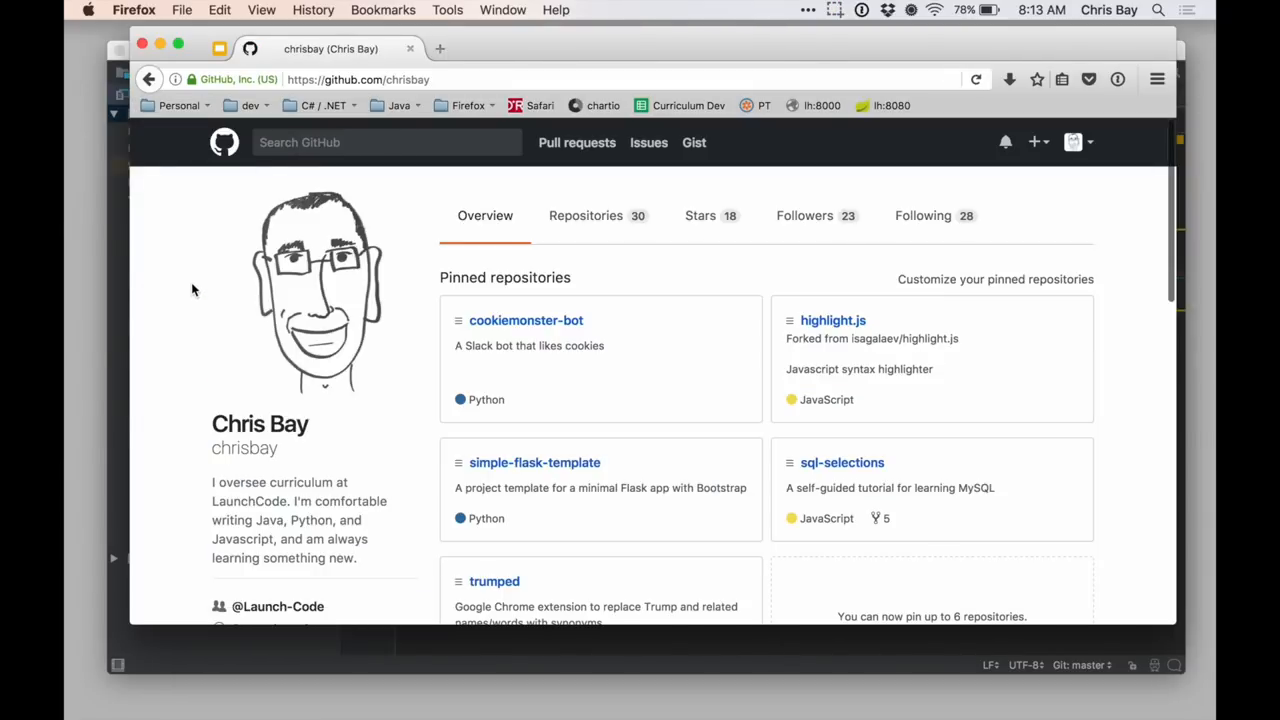 Firefox File Edit View History Bookmarks Tools Window Help ••• 78% 8:13 AM Chris Bay
chrisbay (Chris Bay)
GitHub, Inc. (US) https://github.com/chrisbay
Personal dev C# / .NET Java Firefox Safari chartio Curriculum Dev PT lh:8000 lh:8080
Search GitHub Pull requests Issues Gist
Overview Repositories 30 Stars 18 Followers 23 Following 28
Pinned repositories Customize your pinned repositories
cookiemonster-bot
A Slack bot that likes cookies
Python
highlight.js
Forked from isagalaev/highlight.js
Javascript syntax highlighter
JavaScript
simple-flask-template
A project template for a minimal Flask app with Bootstrap
Python
sql-selections
A self-guided tutorial for learning MySQL
JavaScript 5
trumped
Google Chrome extension to replace Trump and related
names/words with synonyms
You can now pin up to 6 repositories.
Chris Bay
chrisbay
I oversee curriculum at
LaunchCode. I'm comfortable
writing Java, Python, and
Javascript, and am always
learning something new.
@Launch-Code
LF UTF-8 Git: master